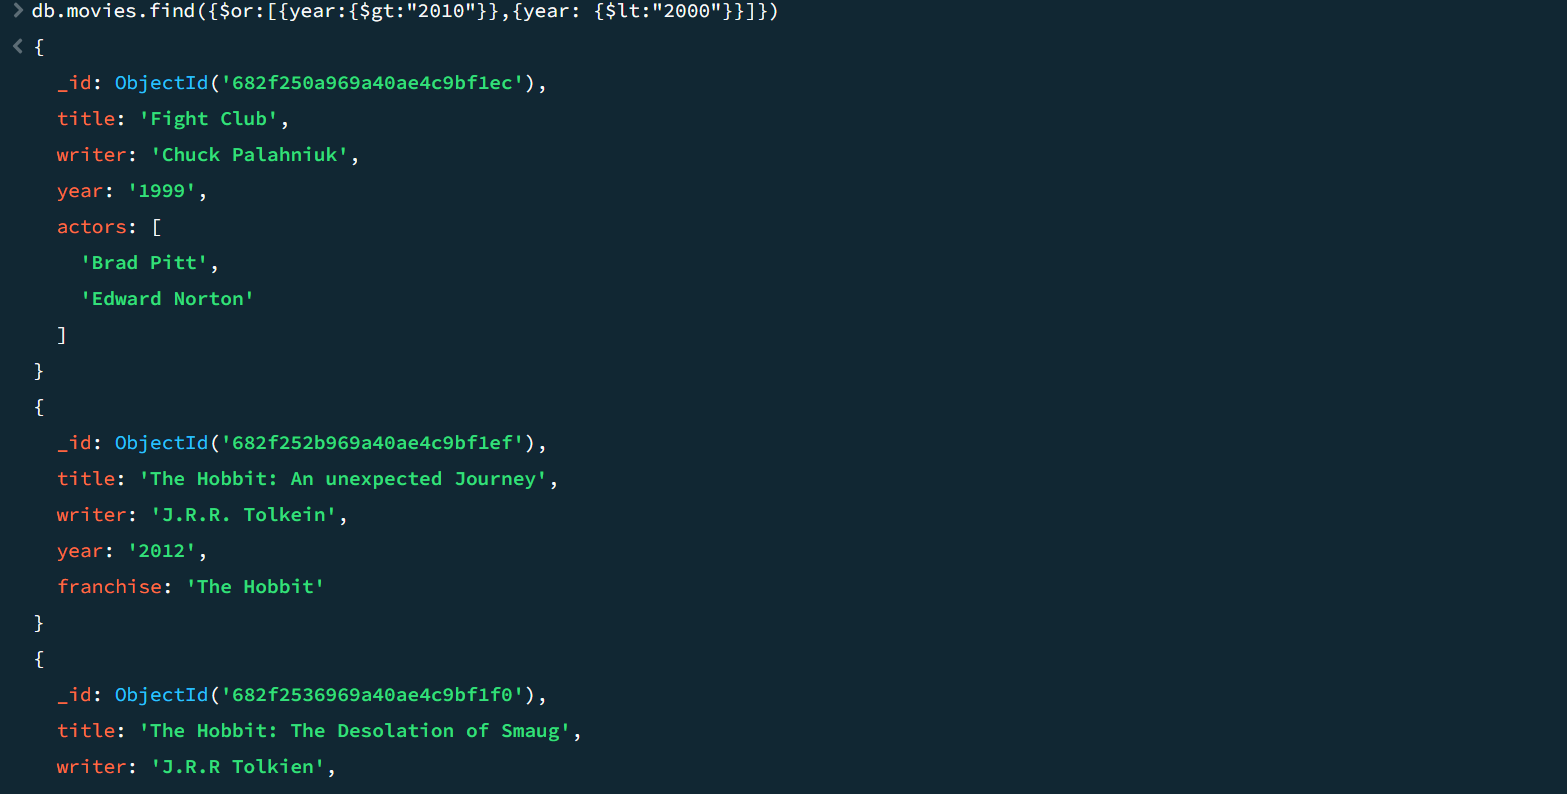 > db.movies.find({$or:[{year:{$gt:"2010"}},{year: {$lt:"2000"}}]})
< {
_id: ObjectId('682f250a969a40ae4c9bf1ec'),
title: 'Fight Club',
writer: 'Chuck Palahniuk',
year: '1999',
actors: [
'Brad Pitt',
'Edward Norton'
]
}
{
_id: ObjectId('682f252b969a40ae4c9bf1ef'),
title: 'The Hobbit: An unexpected Journey',
writer: 'J.R.R. Tolkein',
year: '2012',
franchise: 'The Hobbit'
}
{
_id: ObjectId('682f2536969a40ae4c9bf1f0'),
title: 'The Hobbit: The Desolation of Smaug',
writer: 'J.R.R Tolkien',